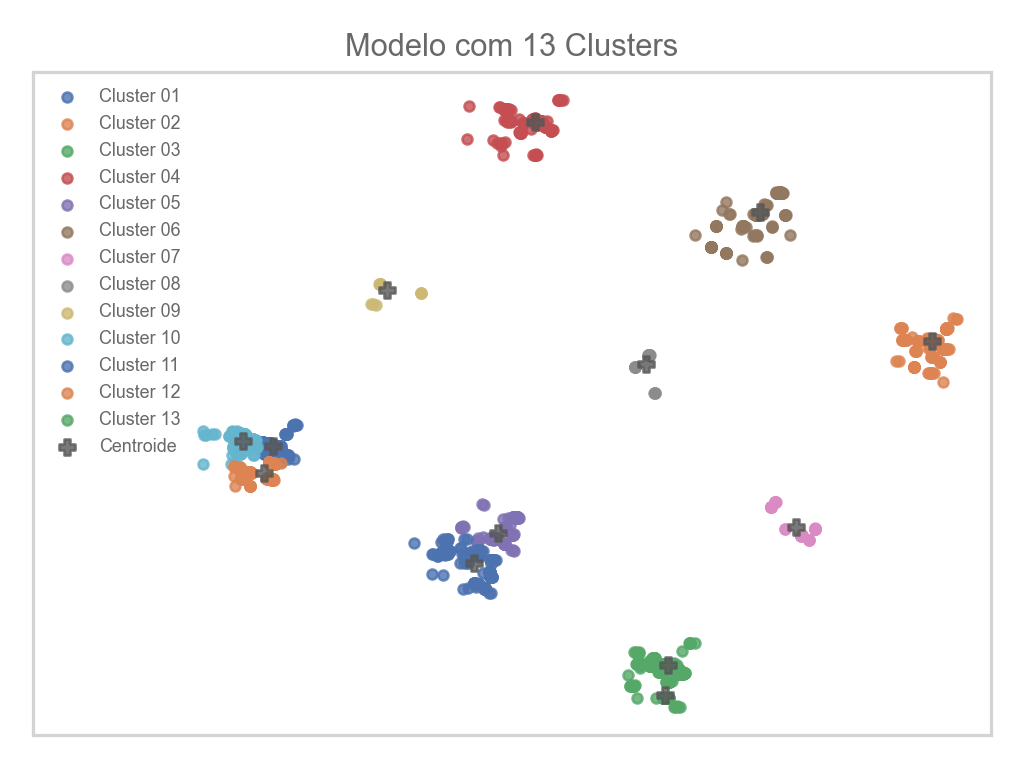 Modelo com 13 Clusters
Cluster 01
Cluster 02
Cluster 03
Cluster 04
Cluster 05
Cluster 06
Cluster 07
Cluster 08
Cluster 09
Cluster 10
Cluster 11
Cluster 12
Cluster 13
Centroide